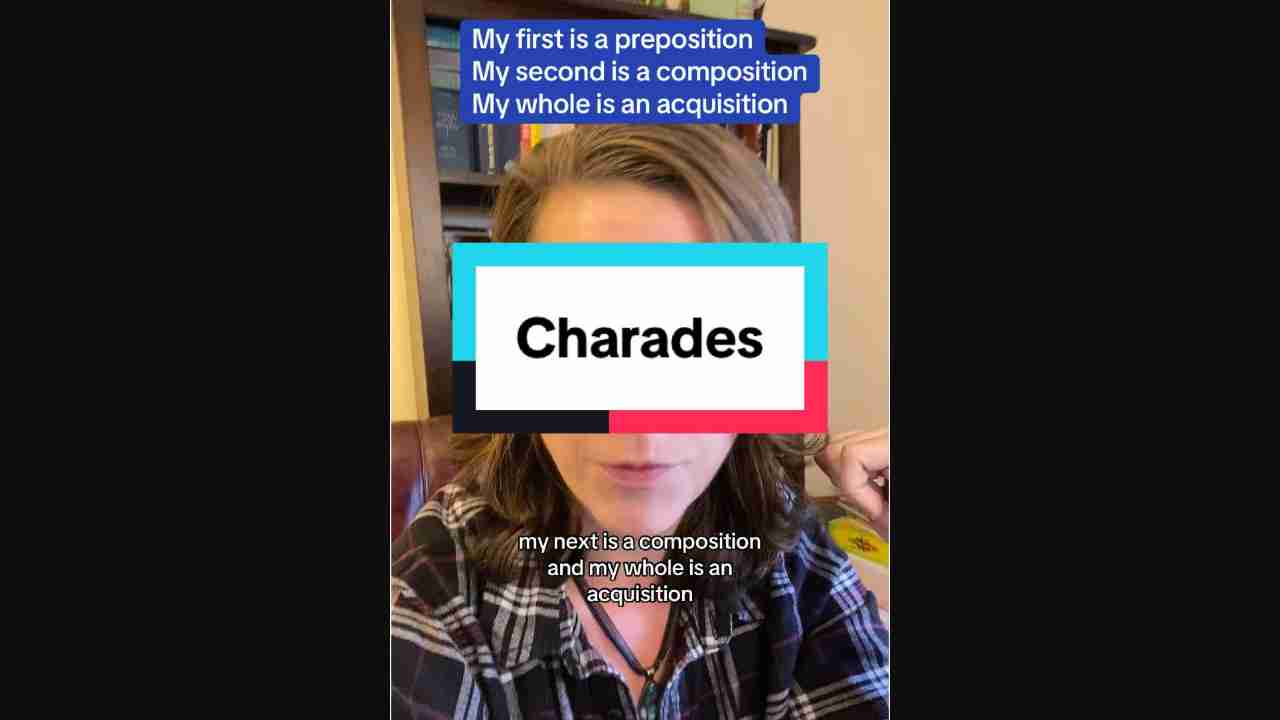 My first is a preposition
My second is a composition
My whole is an acquisition
Charades
my next is a composition
and my whole is an
acquisition